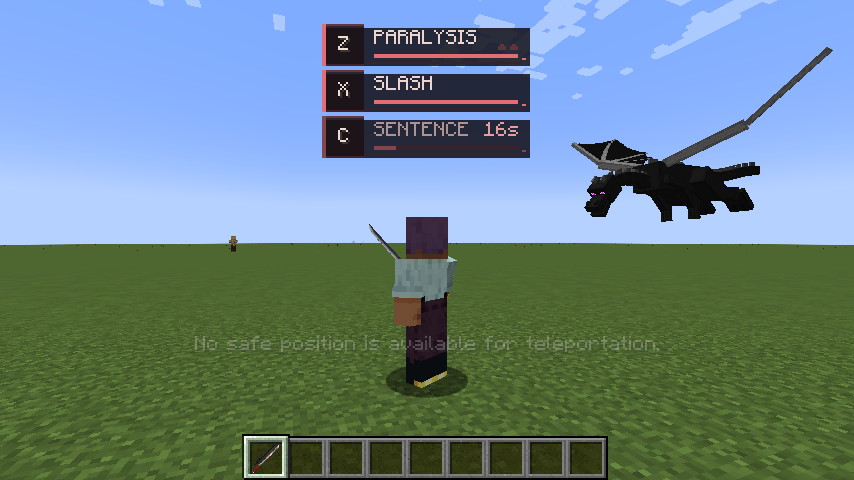 Z PARALYSIS
X SLASH
C SENTENCE 16s
No safe position is available for teleportation.